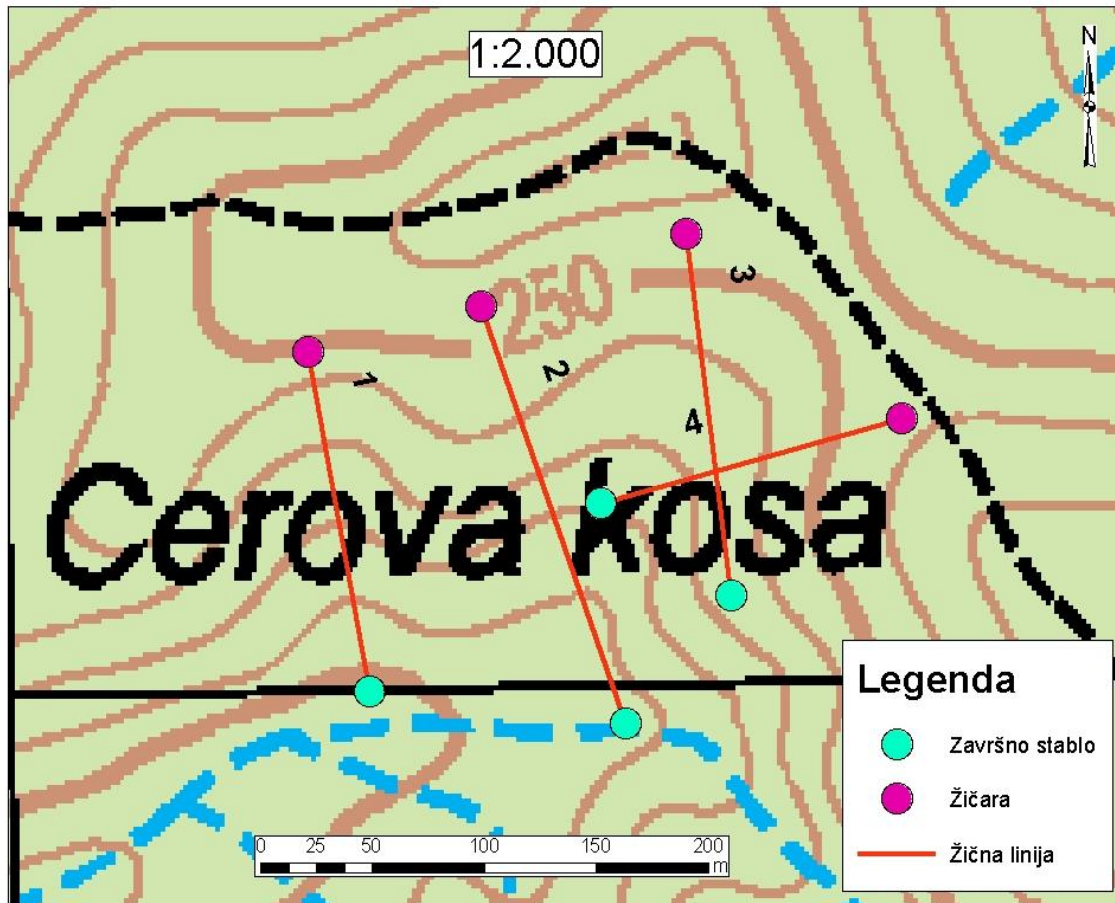 1:2.000
N
250
3
1
2
4
Cerova kosa
Legenda
Završno stablo
Žičara
Žična linija
0 25 50 100 150 200
m